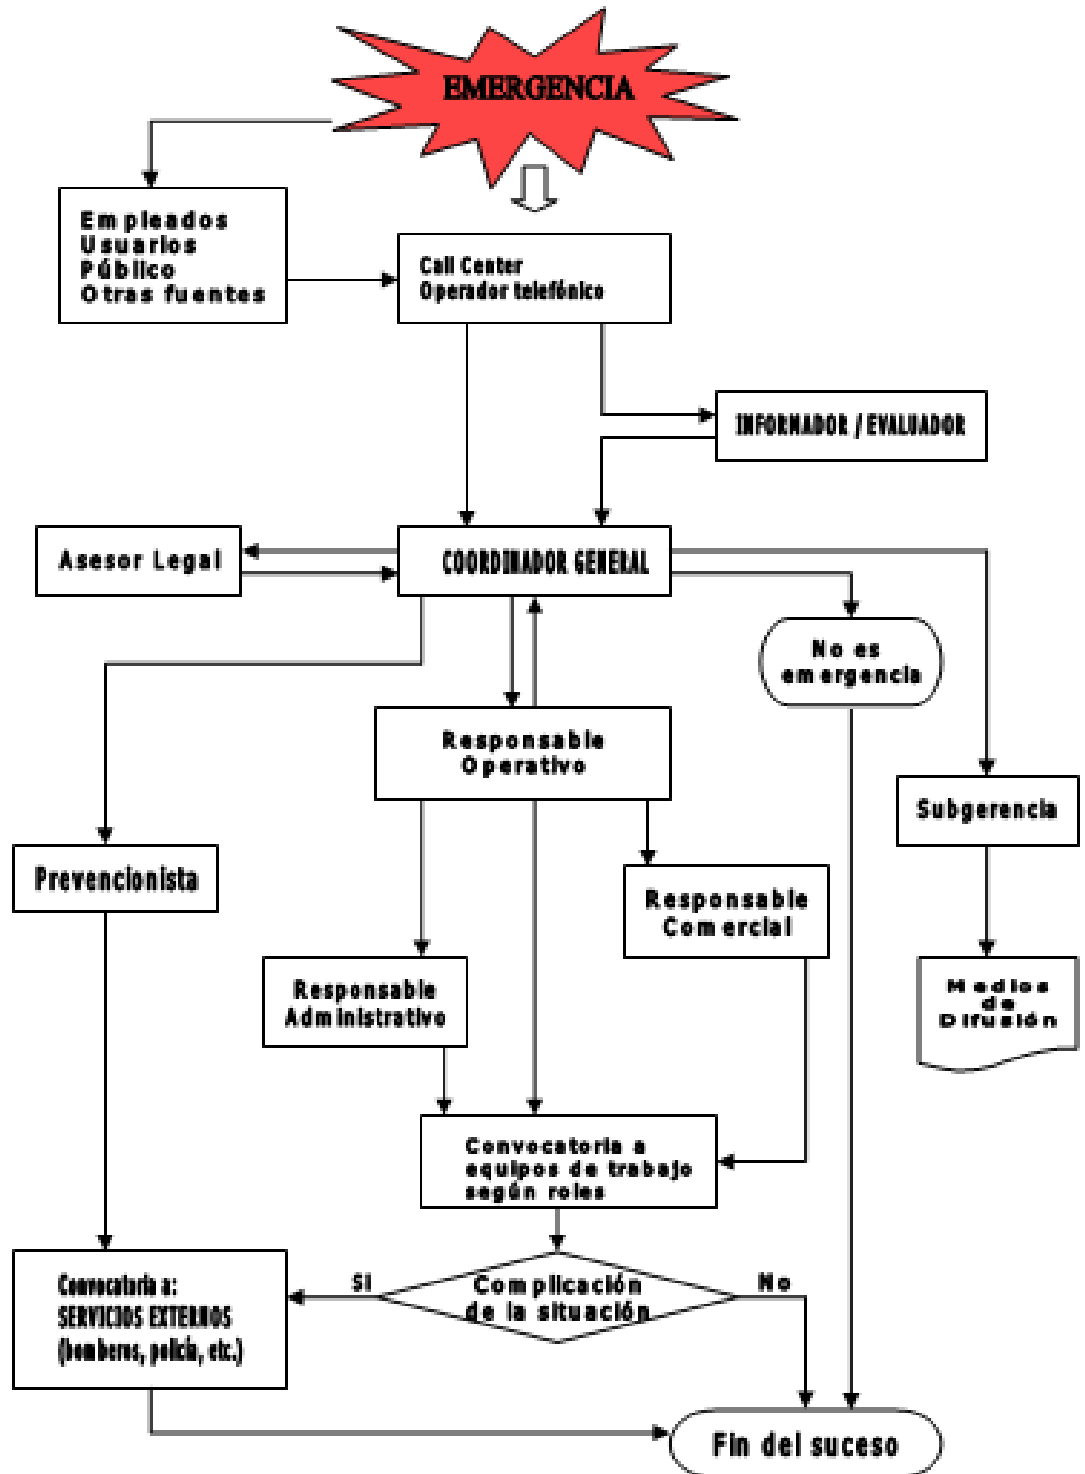 EMERGENCIA
Empleados
Usuarios
Público
Otras fuentes
Call Center
Operador telefónico
INFORMADOR / EVALUADOR
Asesor Legal
COORDINADOR GENERAL
No es
emergencia
Responsable
Operativo
Subgerencia
Prevencionista
Responsable
Comercial
Responsable
Administrativo
Medios
de
Difusión
Convocatoria a
equipos de trabajo
según roles
Convocatoria a:
SERVICIOS EXTERNOS
(bomberos, policía, etc.)
SI
Complicación
de la situación
No
Fin del suceso